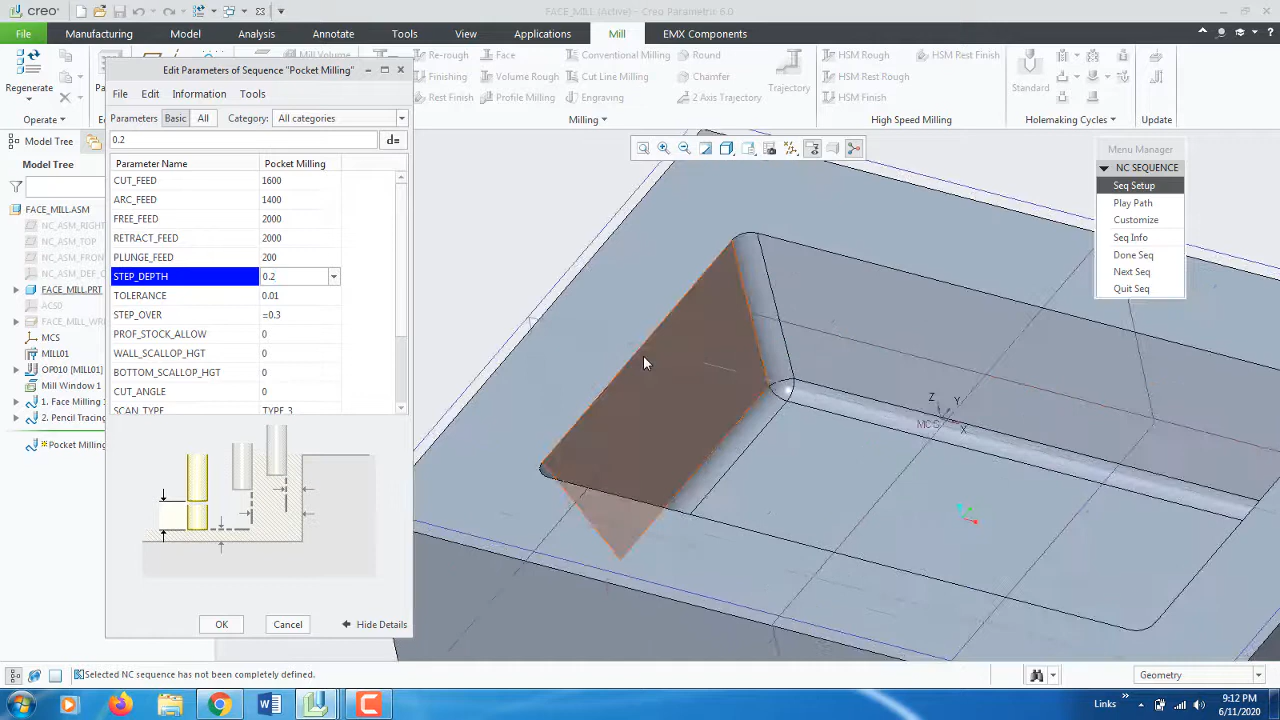 creo
FACE_MILL (Active) - Creo Parametric 6.0
File Manufacturing Model Analysis Annotate Tools View Applications Mill EMX Components
Mill Volume
Re-rough Face Conventional Milling Round HSM Rough HSM Rest Finish
Finishing Volume Rough Cut Line Milling Chamfer HSM Rest Rough
Rest Finish Profile Milling Engraving 2 Axis Trajectory HSM Finish
Regenerate Trajectory Standard
Operate Milling High Speed Milling Holemaking Cycles Update
Edit Parameters of Sequence "Pocket Milling"
File Edit Information Tools
Parameters Basic All Category: All categories
0.2
Parameter Name Pocket Milling
CUT_FEED 1600
ARC_FEED 1400
FREE_FEED 2000
RETRACT_FEED 2000
PLUNGE_FEED 200
STEP_DEPTH 0.2
TOLERANCE 0.01
STEP_OVER =0.3
PROF_STOCK_ALLOW 0
WALL_SCALLOP_HGT 0
BOTTOM_SCALLOP_HGT 0
CUT_ANGLE 0
SCAN_TYPE TYPE 3
OK Cancel Hide Details
Model Tree
Model Tree
FACE_MILL.ASM
NC_ASM_RIGHT
NC_ASM_TOP
NC_ASM_FRON
NC_ASM_DEF_C
FACE_MILL.PRT
ACS0
FACE_MILL_WR
MCS
MILL01
OP010 [MILL01]
Mill Window 1
1. Face Milling
2. Pencil Tracing
*Pocket Milling
Menu Manager
NC SEQUENCE
Seq Setup
Play Path
Customize
Seq Info
Done Seq
Next Seq
Quit Seq
Z
Y
MCS
X
Selected NC sequence has not been completely defined.
Geometry
Links
9:12 PM
6/11/2020